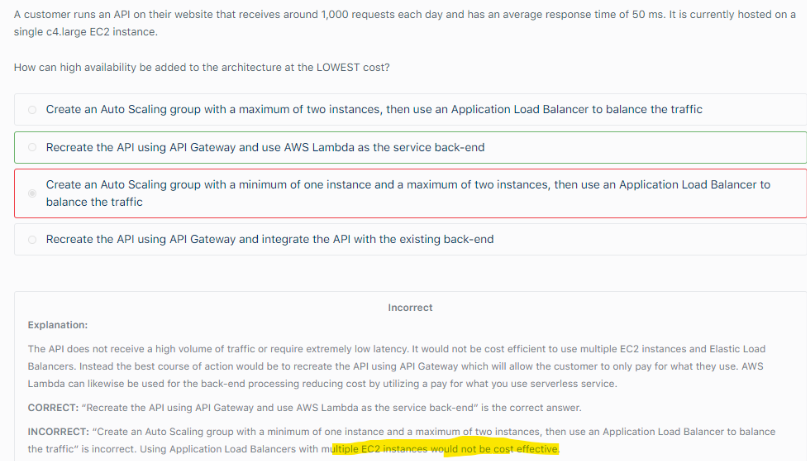 A customer runs an API on their website that receives around 1,000 requests each day and has an average response time of 50 ms. It is currently hosted on a
single c4.large EC2 instance.
How can high availability be added to the architecture at the LOWEST cost?
Create an Auto Scaling group with a maximum of two instances, then use an Application Load Balancer to balance the traffic
Recreate the API using API Gateway and use AWS Lambda as the service back-end
Create an Auto Scaling group with a minimum of one instance and a maximum of two instances, then use an Application Load Balancer to
balance the traffic
Recreate the API using API Gateway and integrate the API with the existing back-end
Incorrect
Explanation:
The API does not receive a high volume of traffic or require extremely low latency. It would not be cost efficient to use multiple EC2 instances and Elastic Load
Balancers. Instead the best course of action would be to recreate the API using API Gateway which will allow the customer to only pay for what they use. AWS
Lambda can likewise be used for the back-end processing reducing cost by utilizing a pay for what you use serverless service.
CORRECT: “Recreate the API using API Gateway and use AWS Lambda as the service back-end” is the correct answer.
INCORRECT: “Create an Auto Scaling group with a minimum of one instance and a maximum of two instances, then use an Application Load Balancer to balance
the traffic” is incorrect. Using Application Load Balancers with multiple EC2 instances would not be cost effective.